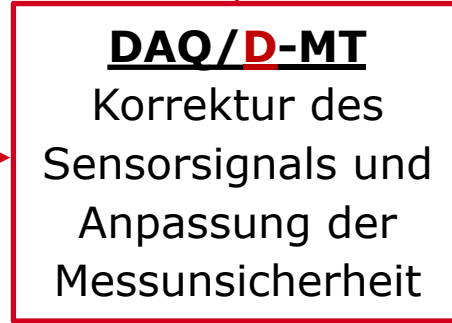 DAQ/D-MT
Korrektur des
Sensorsignals und
Anpassung der
Messunsicherheit